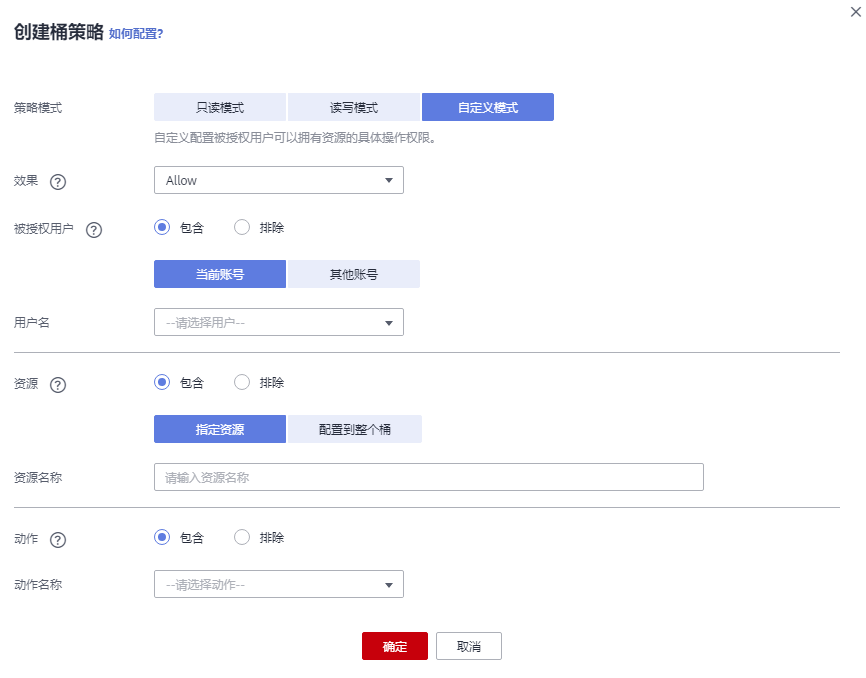 创建桶策略 如何配置?
策略模式 只读模式 读写模式 自定义模式
自定义配置被授权用户可以拥有资源的具体操作权限。
效果 ? Allow
被授权用户 ? 包含 排除
当前账号 其他账号
用户名 --请选择用户--
资源 ? 包含 排除
指定资源 配置到整个桶
资源名称 请输入资源名称
动作 ? 包含 排除
动作名称 --请选择动作--
确定 取消